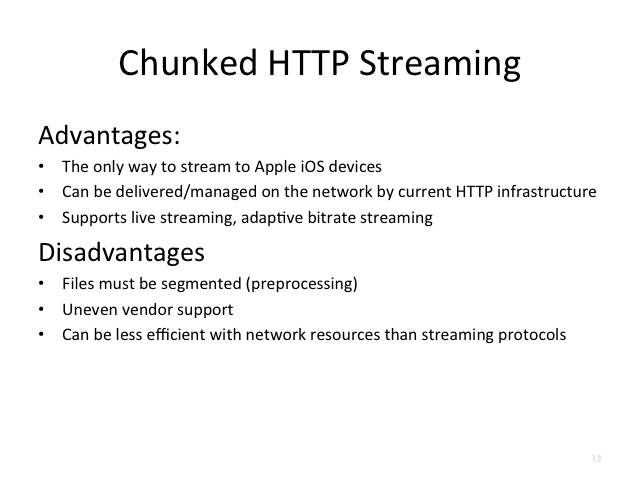 Chunked HTTP Streaming
Advantages:
• The only way to stream to Apple iOS devices
• Can be delivered/managed on the network by current HTTP infrastructure
• Supports live streaming, adaptive bitrate streaming
Disadvantages
• Files must be segmented (preprocessing)
• Uneven vendor support
• Can be less efficient with network resources than streaming protocols
13